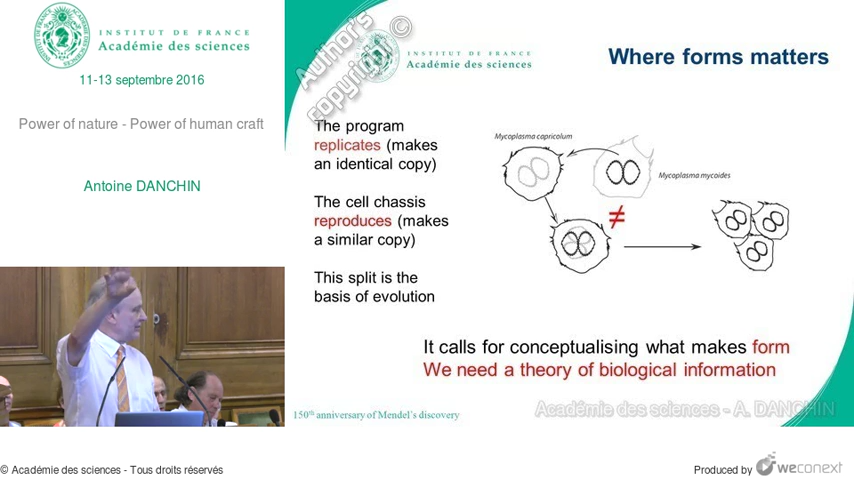 INSTITUT DE FRANCE
Académie des sciences
11-13 septembre 2016
Power of nature - Power of human craft
Antoine DANCHIN
Author's
copyright ©
INSTITUT DE FRANCE
Académie des sciences
Where forms matters
The program
replicates (makes
an identical copy)
The cell chassis
reproduces (makes
a similar copy)
This split is the
basis of evolution
Mycoplasma capricolum
Mycoplasma mycoides
≠
It calls for conceptualising what makes form
We need a theory of biological information
150th anniversary of Mendel's discovery
Académie des sciences - A. DANCHIN
© Académie des sciences - Tous droits réservés
Produced by weconext